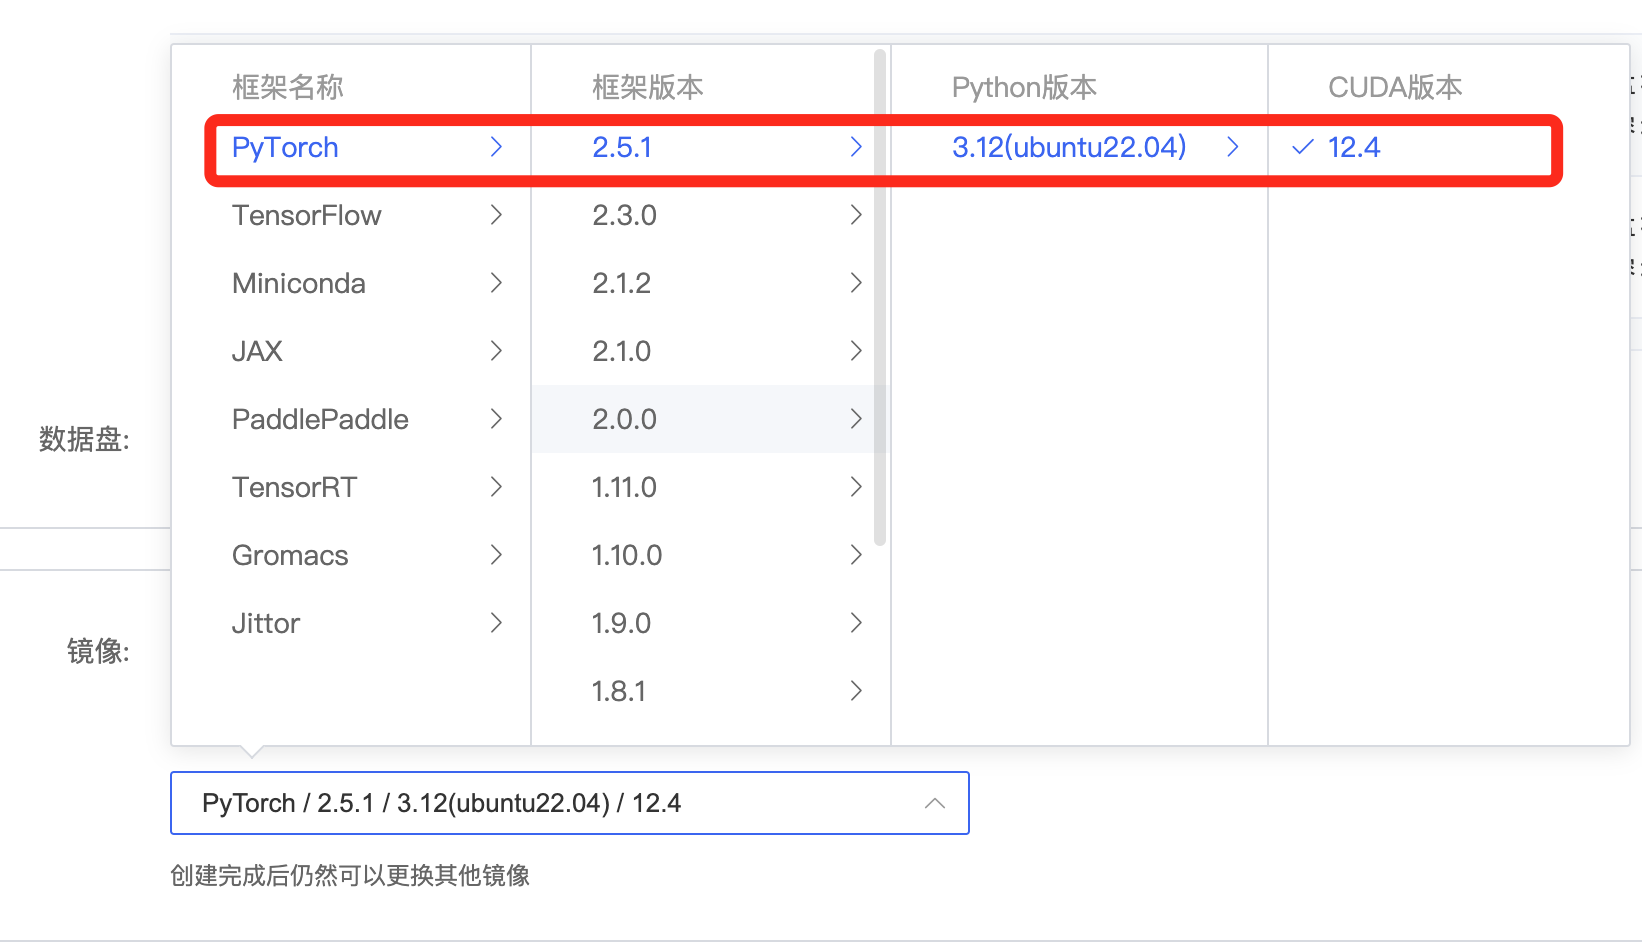 框架名称 框架版本 Python版本 CUDA版本
PyTorch 2.5.1 3.12(ubuntu22.04) 12.4
TensorFlow 2.3.0
Miniconda 2.1.2
JAX 2.1.0
PaddlePaddle 2.0.0
数据盘:
TensorRT 1.11.0
Gromacs 1.10.0
Jittor 1.9.0
镜像:
1.8.1
PyTorch / 2.5.1 / 3.12(ubuntu22.04) / 12.4
创建完成后仍然可以更换其他镜像